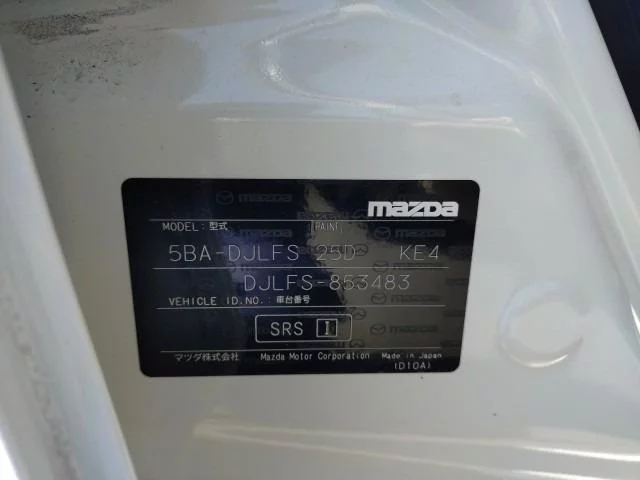 mazda
MODEL: 型式 PAINT:
5BA-DJLFS 25D KE4
DJLFS-853483
VEHICLE ID.NO.: 車台番号
SRS I
マツダ株式会社 Mazda Motor Corporation Made in Japan
(D10A)